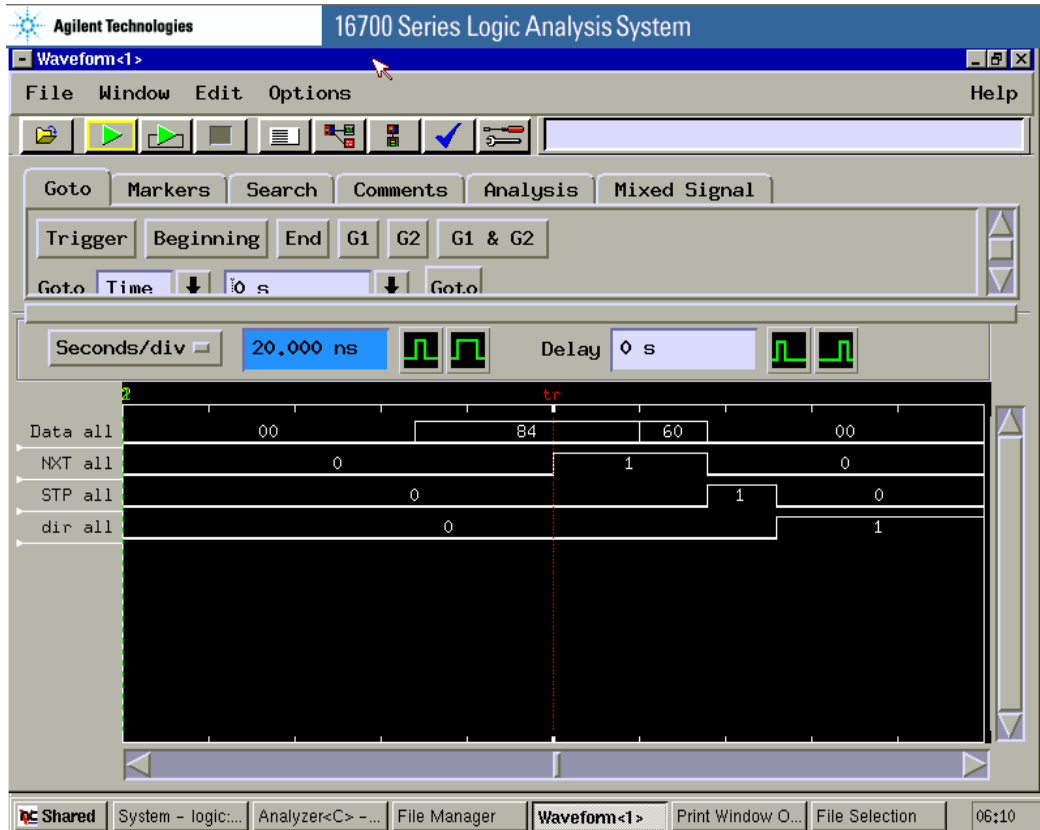 Agilent Technologies 16700 Series Logic Analysis System
Waveform<1>
File Window Edit Options Help
Goto Markers Search Comments Analysis Mixed Signal
Trigger Beginning End G1 G2 G1 & G2
Goto Time 0 s Goto
Seconds/div 20.000 ns Delay 0 s
2 tr
Data all 00 84 60 00
NXT all 0 1 0
STP all 0 1 0
dir all 0 1
Shared System - logic:... Analyzer<C> -... File Manager Waveform<1> Print Window O... File Selection 06:10